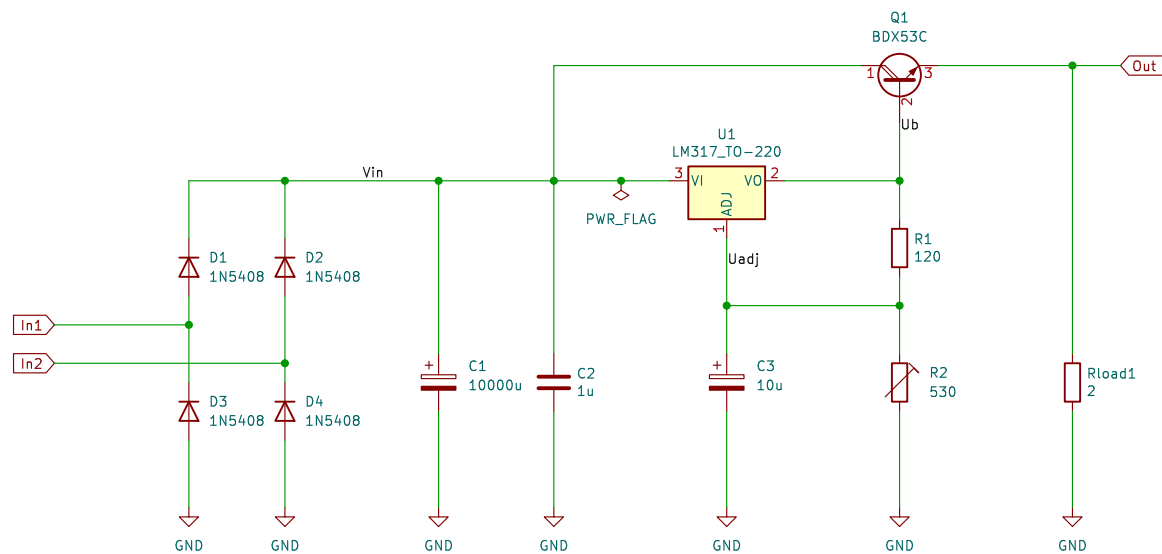 Q1
BDX53C
1
3
2
Out
Ub
U1
LM317_TO-220
Vin
3
VI
VO
2
ADJ
1
PWR_FLAG
Uadj
R1
120
D1
1N5408
D2
1N5408
In1
In2
C1
10000u
C2
1u
C3
10u
R2
530
Rload1
2
D3
1N5408
D4
1N5408
GND
GND
GND
GND
GND
GND
GND